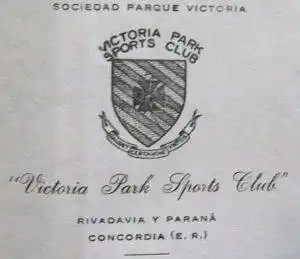 SOCIEDAD PARQUE VICTORIA
VICTORIA PARK
SPORTS CLUB
"Victoria Park Sports Club"
RIVADAVIA Y PARANÁ
CONCORDIA (E. R.)